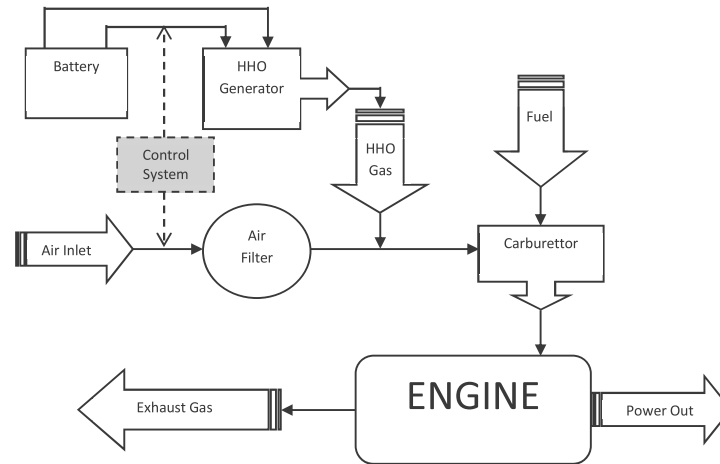 Battery
HHO
Generator
Fuel
HHO
Gas
Control
System
Air Inlet
Air
Filter
Carburettor
ENGINE
Exhaust Gas
Power Out